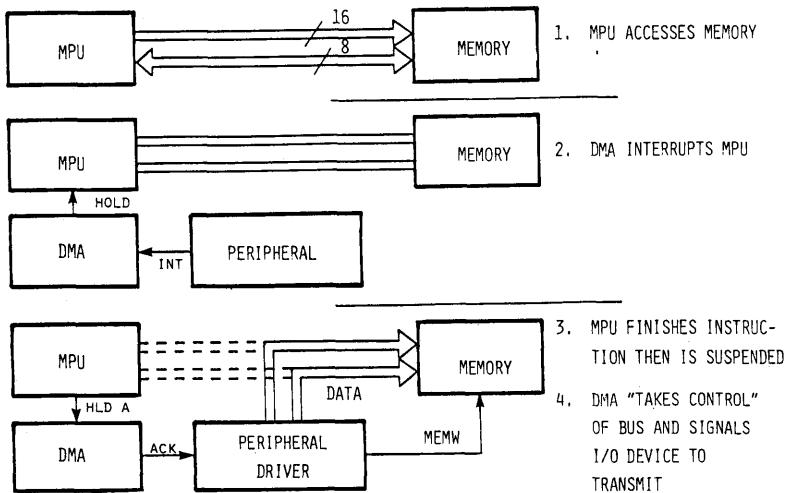 16
MPU
MEMORY
8
1. MPU ACCESSES MEMORY
MPU
MEMORY
2. DMA INTERRUPTS MPU
HOLD
DMA
INT
PERIPHERAL
MPU
MEMORY
3. MPU FINISHES INSTRUC-
TION THEN IS SUSPENDED
HLD A
DATA
4. DMA "TAKES CONTROL"
OF BUS AND SIGNALS
I/O DEVICE TO
TRANSMIT
DMA
ACK
PERIPHERAL
DRIVER
MEMW